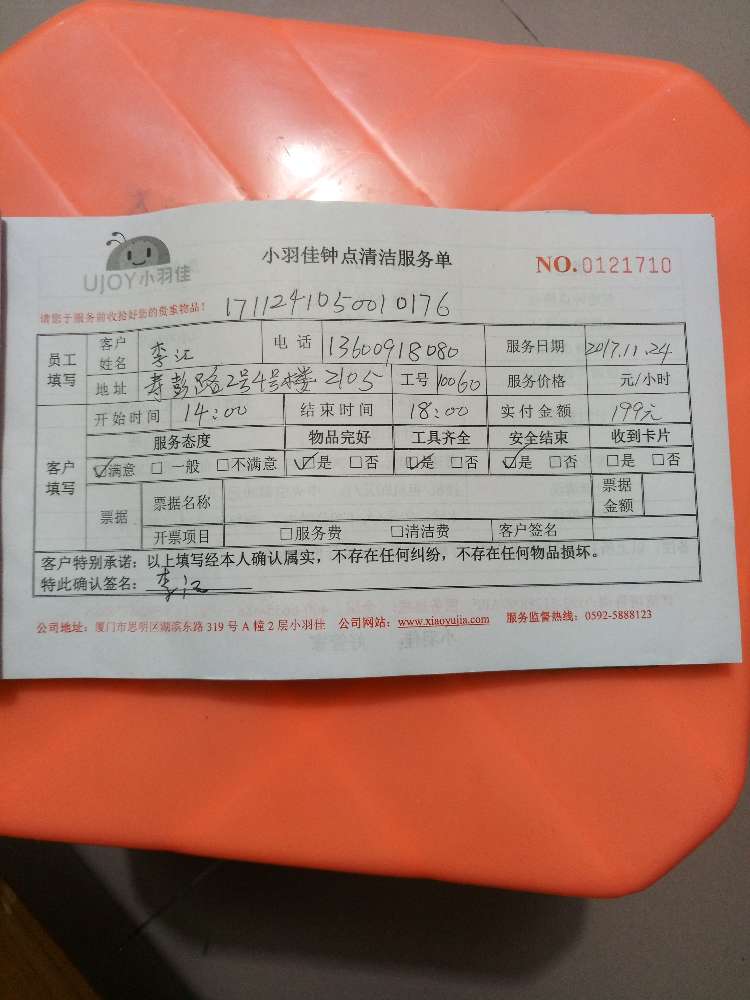 UJOY小羽佳
小羽佳钟点清洁服务单
NO.0121710
请您于服务前收拾好您的贵重物品!
1711241050010176
员工填写 客户姓名 李江 电话 13600918080 服务日期 2017.11.24
地址 寿彭路2号4号楼 2105 工号 10060 服务价格 元/小时
客户填写 开始时间 14:00 结束时间 18:00 实付金额 199元
服务态度 物品完好 工具齐全 安全结束 收到卡片
☑满意 □一般 □不满意 ☑是 □否 ☑是 □否 ☑是 □否 □是 □否
票据 票据名称 票据金额
开票项目 □服务费 □清洁费 客户签名
客户特别承诺:以上填写经本人确认属实,不存在任何纠纷,不存在任何物品损坏。
特此确认签名:李江
公司地址:厦门市思明区湖滨东路 319 号 A 幢 2 层小羽佳 公司网站:www.xiaoyujia.com 服务监督热线:0592-5888123